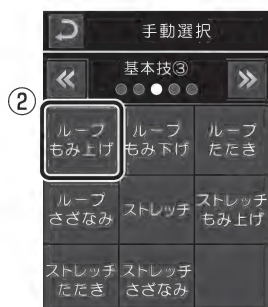 手動選択
基本技③
②
ループ
もみ上げ
ループ
もみ下げ
ループ
たたき
ループ
さざなみ
ストレッチ
ストレッチ
もみ上げ
ストレッチ
たたき
ストレッチ
さざなみ